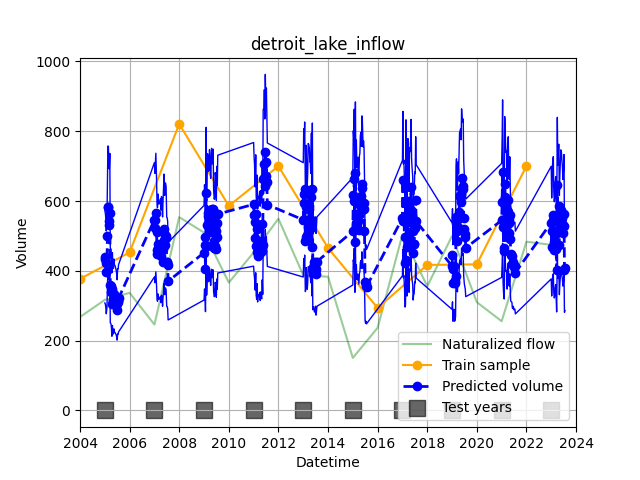 detroit_lake_inflow
1000
800
600
400
200
0
Volume
2004 2006 2008 2010 2012 2014 2016 2018 2020 2022 2024
Datetime
Naturalized flow
Train sample
Predicted volume
Test years